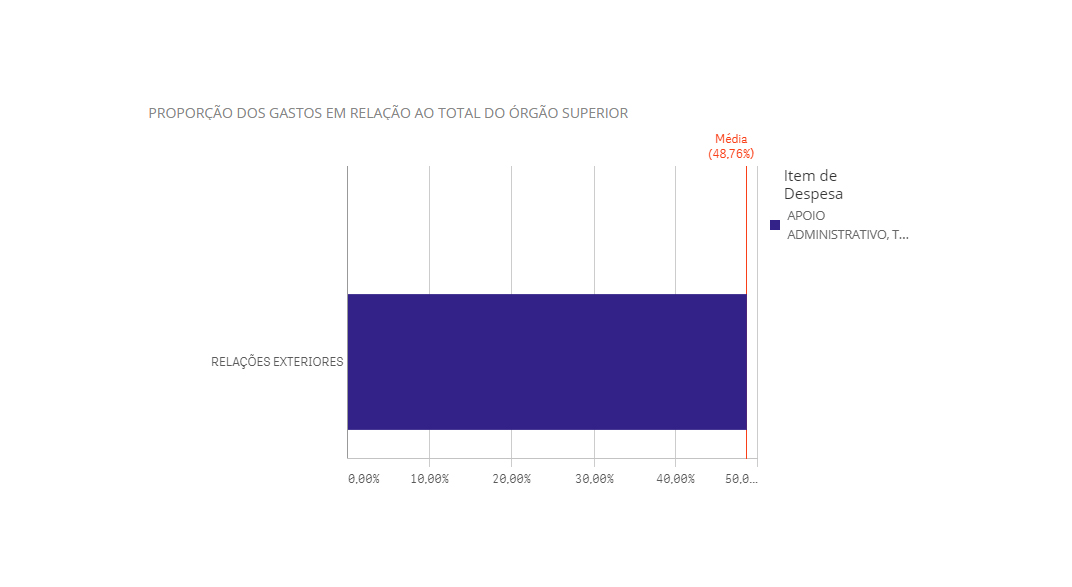 PROPORÇÃO DOS GASTOS EM RELAÇÃO AO TOTAL DO ÓRGÃO SUPERIOR
Média
(48,76%)
Item de
Despesa
APOIO
ADMINISTRATIVO, T...
RELAÇÕES EXTERIORES
0,00% 10,00% 20,00% 30,00% 40,00% 50,0...